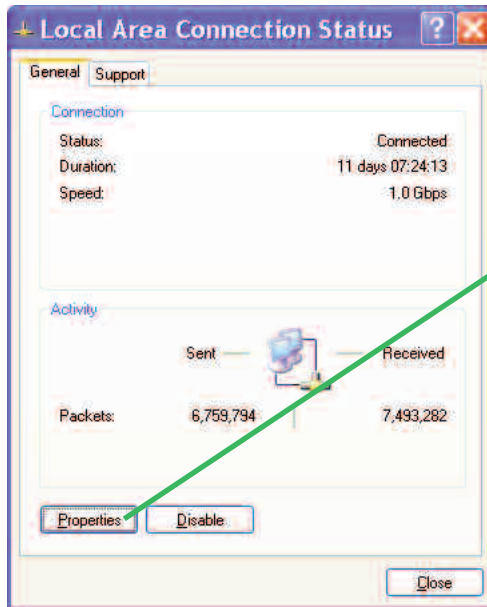 Local Area Connection Status ?
General Support
Connection
Status: Connected
Duration: 11 days 07:24:13
Speed: 1.0 Gbps
Activity
Sent Received
Packets: 6,759,794 7,493,282
Properties Disable
Close